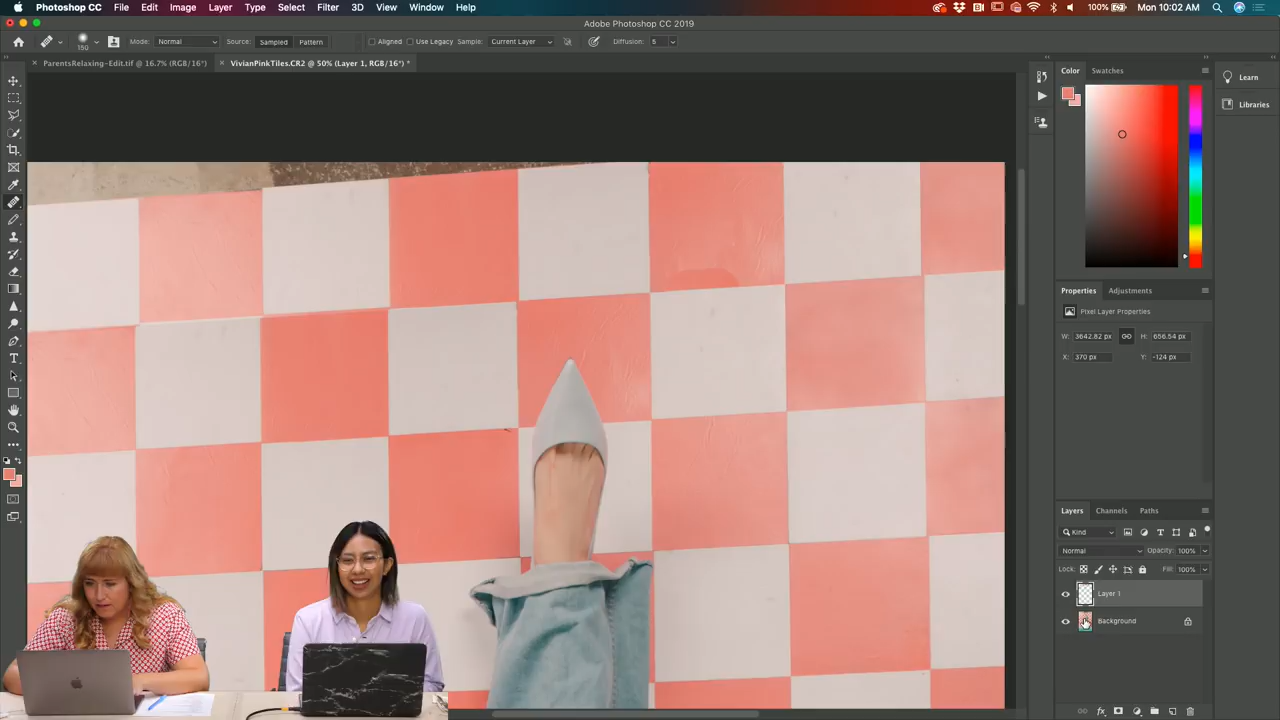 Photoshop CC File Edit Image Layer Type Select Filter 3D View Window Help 100% Mon 10:02 AM
Adobe Photoshop CC 2019
150 Mode: Normal Source: Sampled Pattern Aligned Use Legacy Sample: Current Layer Diffusion: 5
ParentsRelaxing-Edit.tif @ 16.7% (RGB/16*) VivianPinkTiles.CR2 @ 50% (Layer 1, RGB/16*) *
Color Swatches
Learn
Libraries
Properties Adjustments
Pixel Layer Properties
W: 3642.82 px H: 656.54 px
X: 370 px Y: -124 px
Layers Channels Paths
Kind
Normal Opacity: 100%
Lock: Fill: 100%
Layer 1
Background